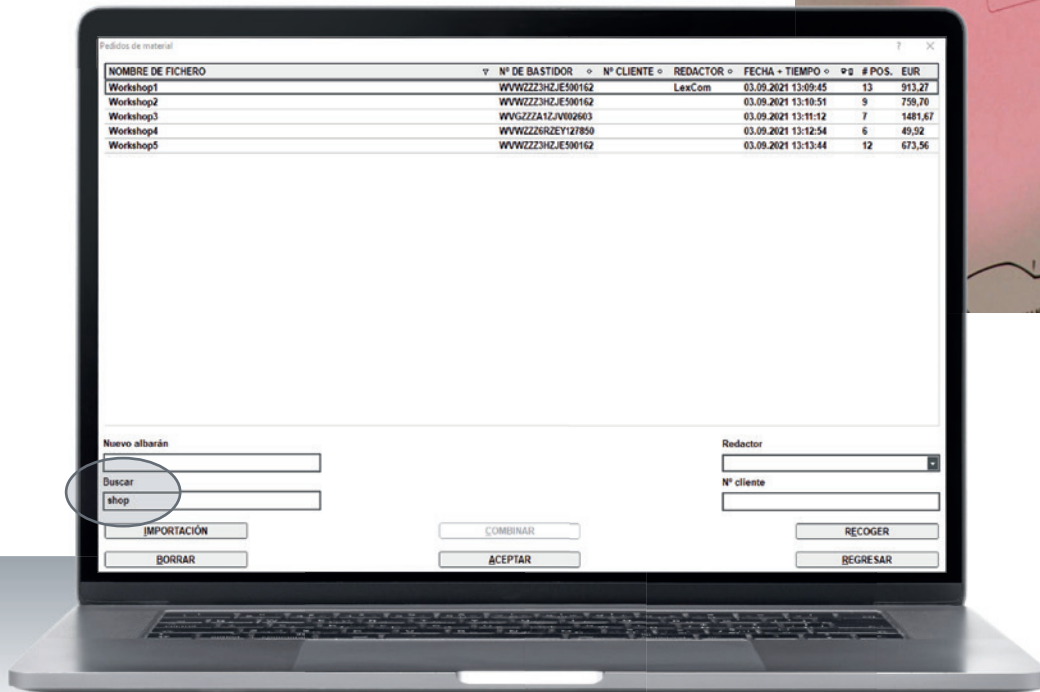 Pedidos de material ? ×
NOMBRE DE FICHERO Nº DE BASTIDOR Nº CLIENTE REDACTOR FECHA + TIEMPO # POS. EUR
Workshop1 WVWZZZ3HZJE500162 LexCom 03.09.2021 13:09:45 13 913,27
Workshop2 WVWZZZ3HZJE500162 03.09.2021 13:10:51 9 759,70
Workshop3 WVGZZZA1ZJV002603 03.09.2021 13:11:12 7 1481,67
Workshop4 WVWZZZ6RZEY127850 03.09.2021 13:12:54 6 49,92
Workshop5 WVWZZZ3HZJE500162 03.09.2021 13:13:44 12 673,56
Nuevo albarán Redactor
Buscar Nº cliente
shop
IMPORTACIÓN COMBINAR RECOGER
BORRAR ACEPTAR REGRESAR